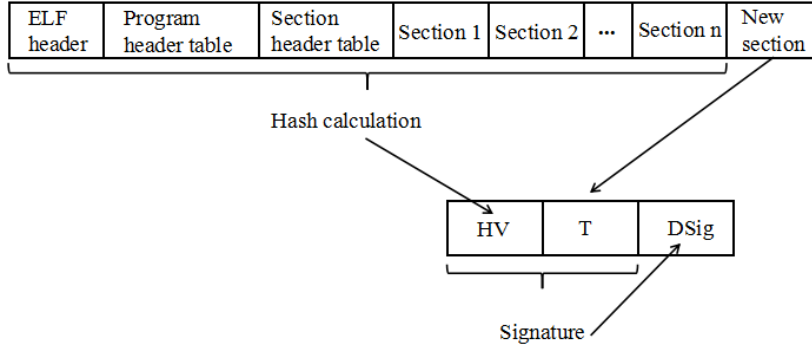 ELF
header
Program
header table
Section
header table
Section 1
Section 2
...
Section n
New
section
Hash calculation
HV
T
DSig
Signature